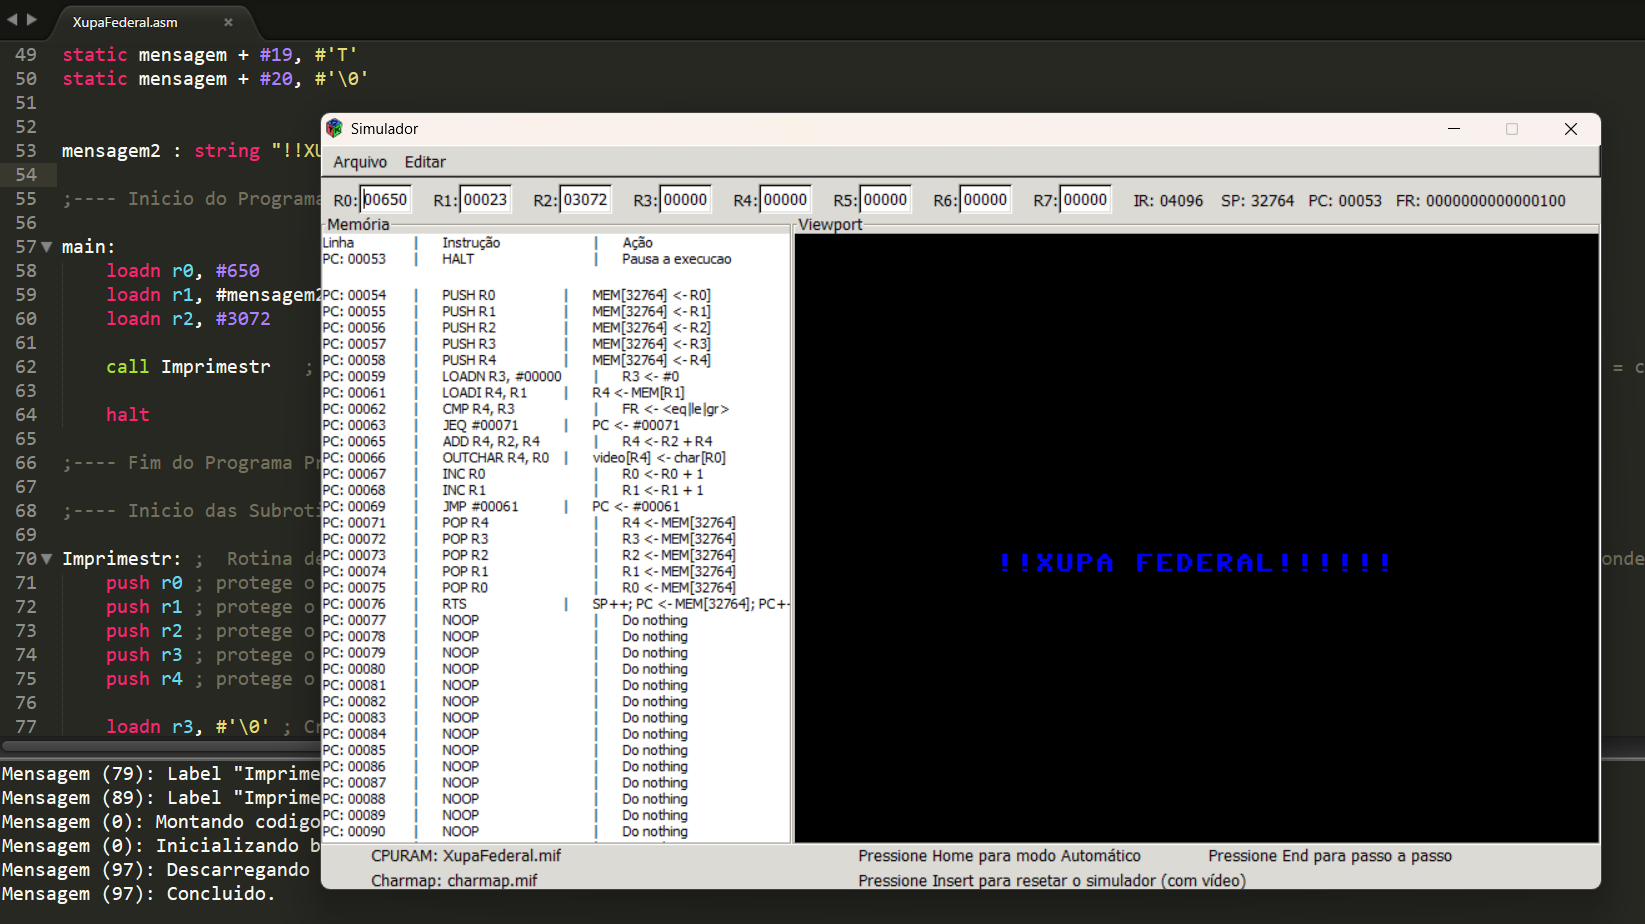 XupaFederal.asm ×
49 static mensagem + #19, #'T'
50 static mensagem + #20, #'\0'
51
52
53 mensagem2 : string "!!XU
54
55 ;---- Inicio do Programa
56
57 main:
58 loadn r0, #650
59 loadn r1, #mensagem2
60 loadn r2, #3072
61
62 call Imprimestr ; = c
63
64 halt
65
66 ;---- Fim do Programa Pr
67
68 ;---- Inicio das Subroti
69
70 Imprimestr: ; Rotina de onde
71 push r0 ; protege o
72 push r1 ; protege o
73 push r2 ; protege o
74 push r3 ; protege o
75 push r4 ; protege o
76
77 loadn r3, #'\0' ; Cr
Mensagem (79): Label "Imprime
Mensagem (89): Label "Imprime
Mensagem (0): Montando codigo
Mensagem (0): Inicializando b
Mensagem (97): Descarregando
Mensagem (97): Concluido.
Simulador
Arquivo Editar
R0: 00650 R1: 00023 R2: 03072 R3: 00000 R4: 00000 R5: 00000 R6: 00000 R7: 00000 IR: 04096 SP: 32764 PC: 00053 FR: 0000000000000100
Memória
Linha | Instrução | Ação
PC: 00053 | HALT | Pausa a execucao
PC: 00054 | PUSH R0 | MEM[32764] <- R0]
PC: 00055 | PUSH R1 | MEM[32764] <- R1]
PC: 00056 | PUSH R2 | MEM[32764] <- R2]
PC: 00057 | PUSH R3 | MEM[32764] <- R3]
PC: 00058 | PUSH R4 | MEM[32764] <- R4]
PC: 00059 | LOADN R3, #00000 | R3 <- #0
PC: 00061 | LOADI R4, R1 | R4 <- MEM[R1]
PC: 00062 | CMP R4, R3 | FR <- <eq|le|gr>
PC: 00063 | JEQ #00071 | PC <- #00071
PC: 00065 | ADD R4, R2, R4 | R4 <- R2 + R4
PC: 00066 | OUTCHAR R4, R0 | video[R4] <- char[R0]
PC: 00067 | INC R0 | R0 <- R0 + 1
PC: 00068 | INC R1 | R1 <- R1 + 1
PC: 00069 | JMP #00061 | PC <- #00061
PC: 00071 | POP R4 | R4 <- MEM[32764]
PC: 00072 | POP R3 | R3 <- MEM[32764]
PC: 00073 | POP R2 | R2 <- MEM[32764]
PC: 00074 | POP R1 | R1 <- MEM[32764]
PC: 00075 | POP R0 | R0 <- MEM[32764]
PC: 00076 | RTS | SP++; PC <- MEM[32764]; PC+-
PC: 00077 | NOOP | Do nothing
PC: 00078 | NOOP | Do nothing
PC: 00079 | NOOP | Do nothing
PC: 00080 | NOOP | Do nothing
PC: 00081 | NOOP | Do nothing
PC: 00082 | NOOP | Do nothing
PC: 00083 | NOOP | Do nothing
PC: 00084 | NOOP | Do nothing
PC: 00085 | NOOP | Do nothing
PC: 00086 | NOOP | Do nothing
PC: 00087 | NOOP | Do nothing
PC: 00088 | NOOP | Do nothing
PC: 00089 | NOOP | Do nothing
PC: 00090 | NOOP | Do nothing
Viewport
!!XUPA FEDERAL!!!!!!
CPURAM: XupaFederal.mif
Charmap: charmap.mif
Pressione Home para modo Automático Pressione End para passo a passo
Pressione Insert para resetar o simulador (com vídeo)